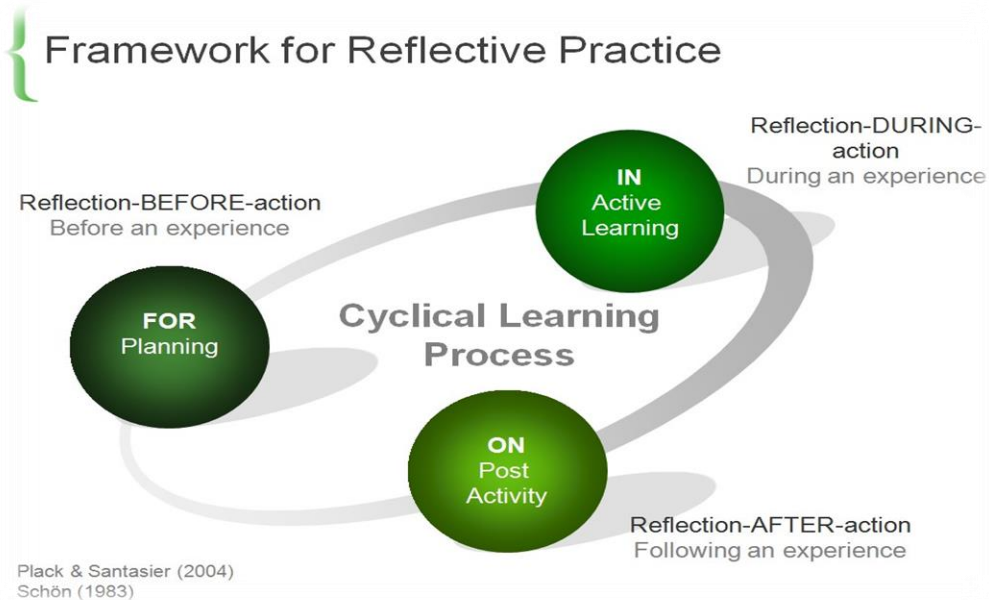 Framework for Reflective Practice
Reflection-DURING-
action
During an experience
Reflection-BEFORE-action
Before an experience
IN
Active
Learning
FOR
Planning
Cyclical Learning
Process
ON
Post
Activity
Reflection-AFTER-action
Following an experience
Plack & Santasier (2004)
Schön (1983)